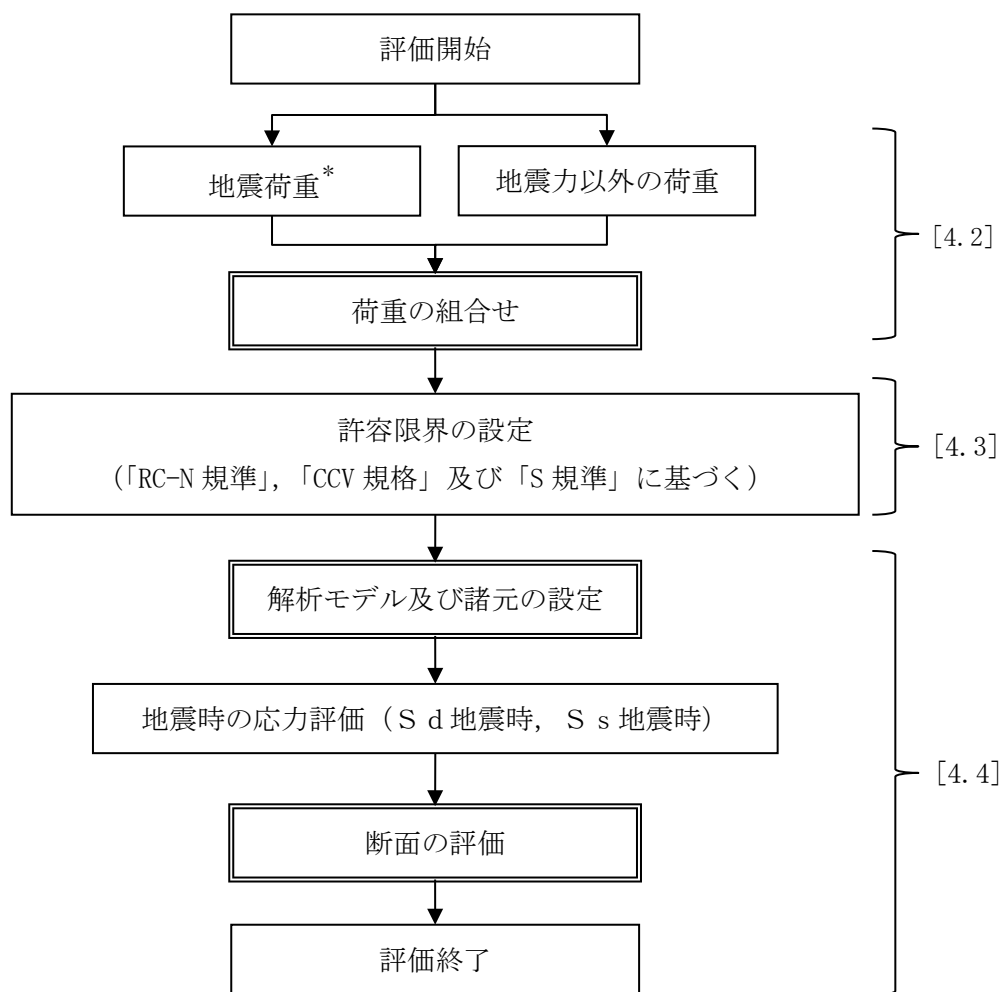 評価開始
地震荷重*
地震力以外の荷重
[4.2]
荷重の組合せ
許容限界の設定
(「RC-N 規準」,「CCV 規格」及び「S 規準」に基づく)
[4.3]
解析モデル及び諸元の設定
地震時の応力評価(Sd地震時,Ss地震時)
[4.4]
断面の評価
評価終了